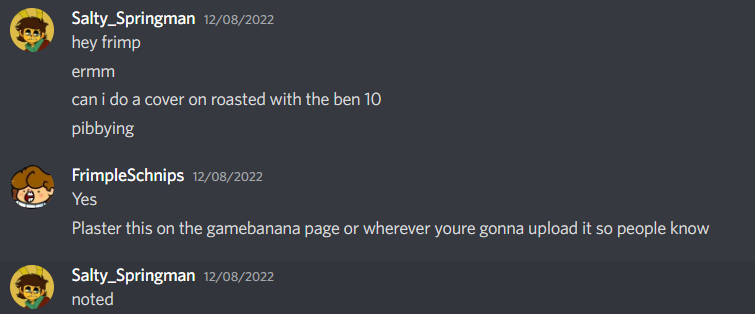 Salty_Springman 12/08/2022
hey frimp
ermm
can i do a cover on roasted with the ben 10
pibbying
FrimpleSchnips 12/08/2022
Yes
Plaster this on the gamebanana page or wherever youre gonna upload it so people know
Salty_Springman 12/08/2022
noted